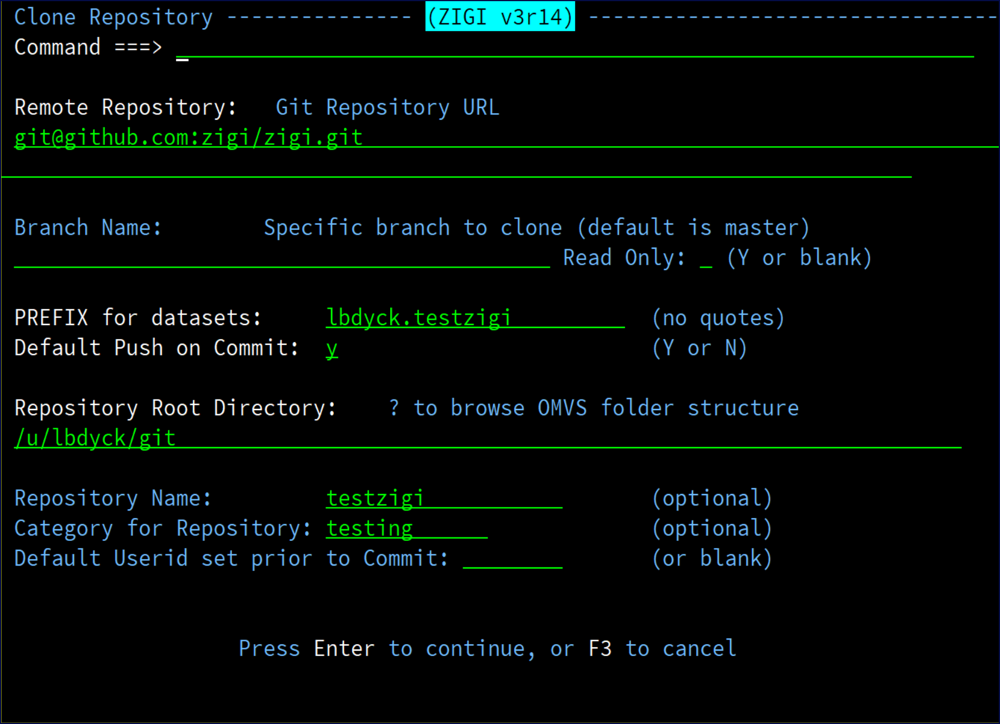 Clone Repository --------------- (ZIGI v3r14) ---------------------------------
Command ===> _
Remote Repository:   Git Repository URL
git@github.com:zigi/zigi.git
Branch Name:        Specific branch to clone (default is master)
Read Only: _ (Y or blank)
PREFIX for datasets:     lbdyck.testzigi     (no quotes)
Default Push on Commit:  y     (Y or N)
Repository Root Directory:    ? to browse OMVS folder structure
/u/lbdyck/git
Repository Name:         testzigi     (optional)
Category for Repository: testing     (optional)
Default Userid set prior to Commit:     (or blank)
Press Enter to continue, or F3 to cancel